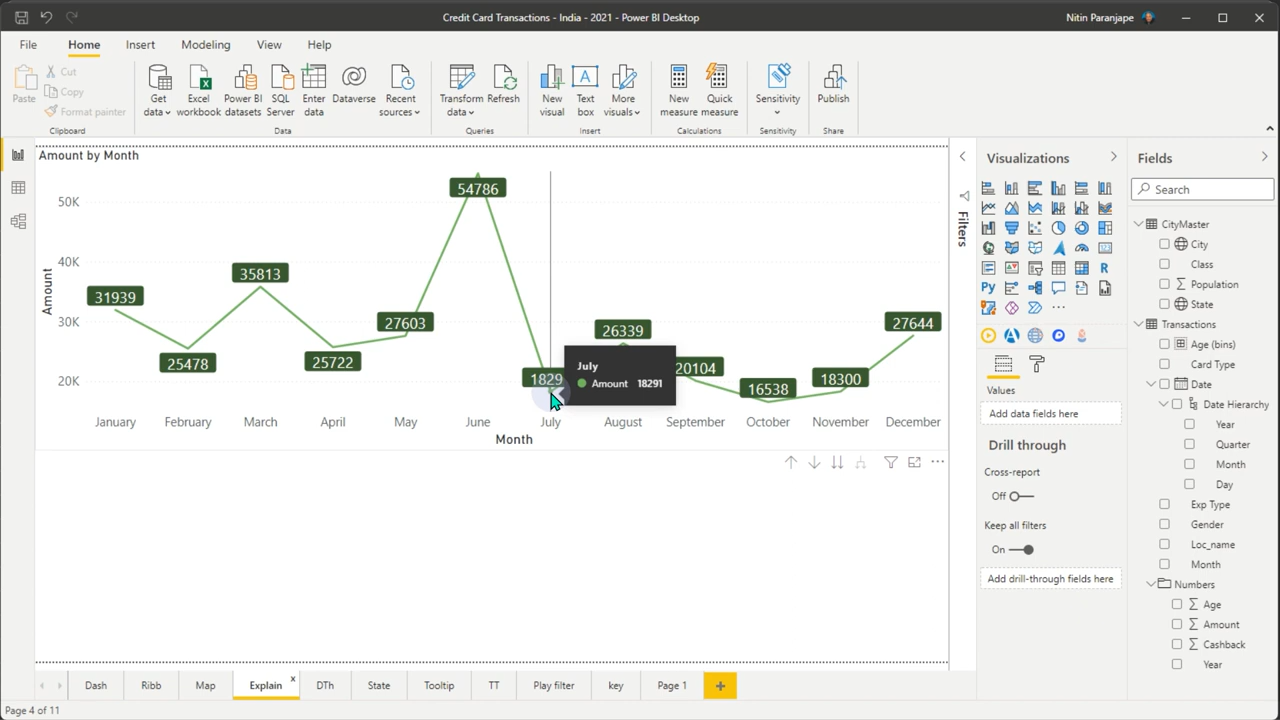 Credit Card Transactions - India - 2021 - Power BI Desktop
Nitin Paranjape
File
Home
Insert
Modeling
View
Help
Paste
Cut
Copy
Format painter
Clipboard
Get data
Excel workbook
Power BI datasets
SQL Server
Enter data
Dataverse
Recent sources
Data
Transform data
Refresh
Queries
New visual
Text box
More visuals
Insert
New measure
Quick measure
Calculations
Sensitivity
Sensitivity
Publish
Share
Amount by Month
50K
40K
30K
20K
Amount
31939
25478
35813
25722
27603
54786
1829
26339
20104
16538
18300
27644
July
Amount 18291
January
February
March
April
May
June
July
August
September
October
November
December
Month
Filters
Visualizations
R
Py
Values
Add data fields here
Drill through
Cross-report
Off
Keep all filters
On
Add drill-through fields here
Fields
Search
CityMaster
City
Class
Population
State
Transactions
Age (bins)
Card Type
Date
Date Hierarchy
Year
Quarter
Month
Day
Exp Type
Gender
Loc_name
Month
Numbers
Age
Amount
Cashback
Year
Dash
Ribb
Map
Explain
x
DTh
State
Tooltip
TT
Play filter
key
Page 1
+
Page 4 of 11